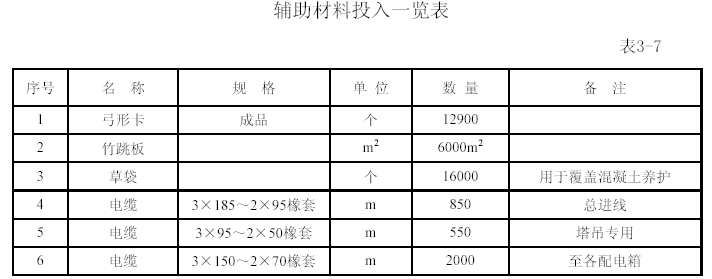 辅助材料投入一览表
表3-7
序号 名 称 规 格 单 位 数 量 备 注
1 弓形卡 成品 个 12900
2 竹跳板 m² 6000m²
3 草袋 个 16000 用于覆盖混凝土养护
4 电缆 3×185～2×95橡套 m 850 总进线
5 电缆 3×95～2×50橡套 m 550 塔吊专用
6 电缆 3×150～2×70橡套 m 2000 至各配电箱